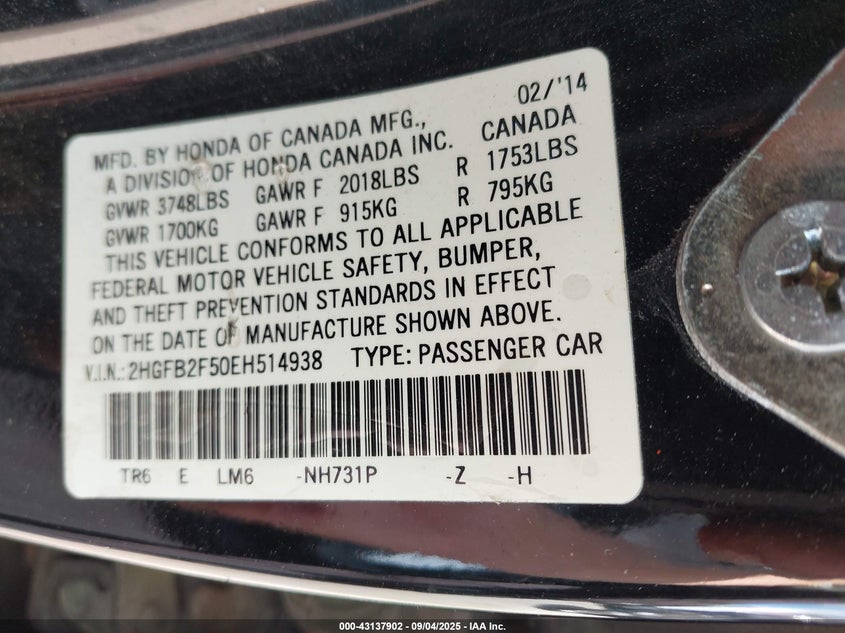 02/'14
MFD. BY HONDA OF CANADA MFG.,
A DIVISION OF HONDA CANADA INC. CANADA
GVWR 3748LBS GAWR F 2018LBS R 1753LBS
GVWR 1700KG GAWR F 915KG R 795KG
THIS VEHICLE CONFORMS TO ALL APPLICABLE
FEDERAL MOTOR VEHICLE SAFETY, BUMPER,
AND THEFT PREVENTION STANDARDS IN EFFECT
ON THE DATE OF MANUFACTURE SHOWN ABOVE.
V.I.N.: 2HGFB2F50EH514938 TYPE: PASSENGER CAR
TR6 E LM6 -NH731P -Z -H
000-43137902 - 09/04/2025 - IAA Inc.